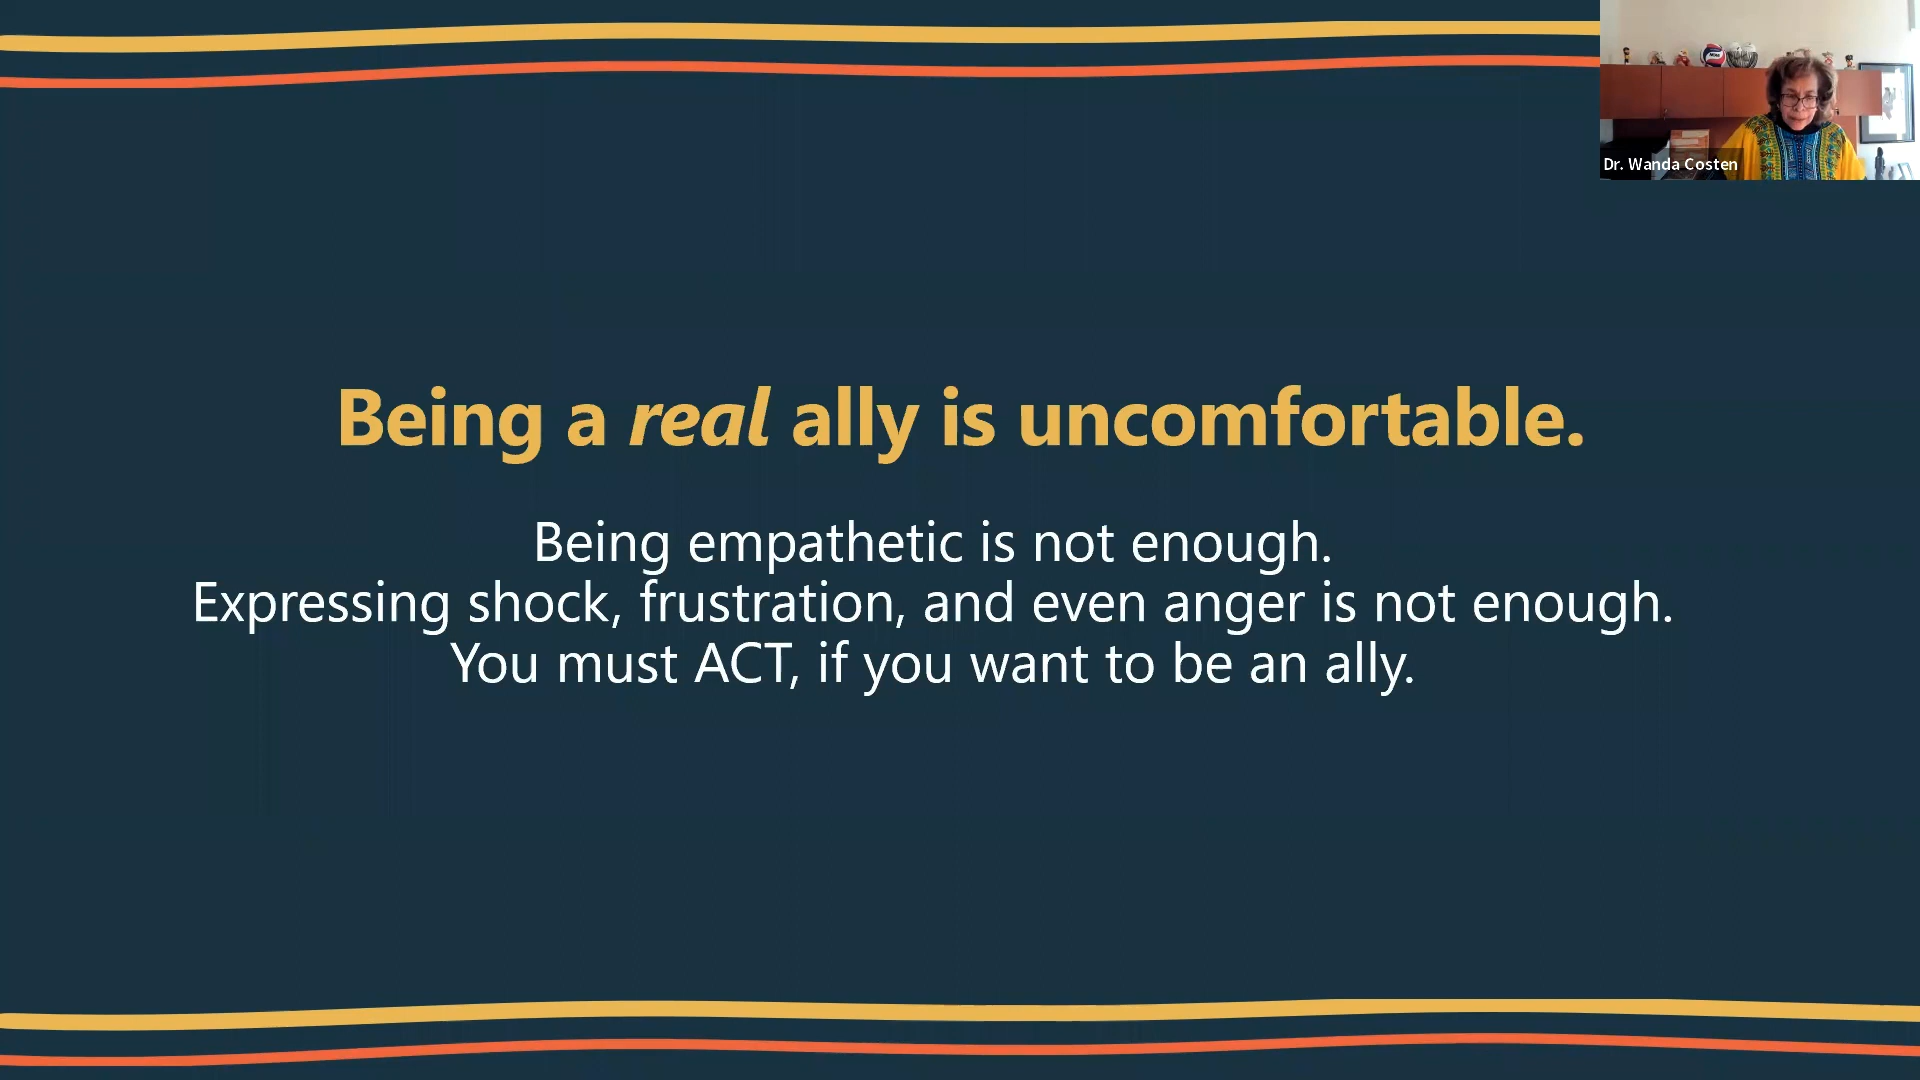 Dr. Wanda Costen
Being a real ally is uncomfortable.
Being empathetic is not enough.
Expressing shock, frustration, and even anger is not enough.
You must ACT, if you want to be an ally.